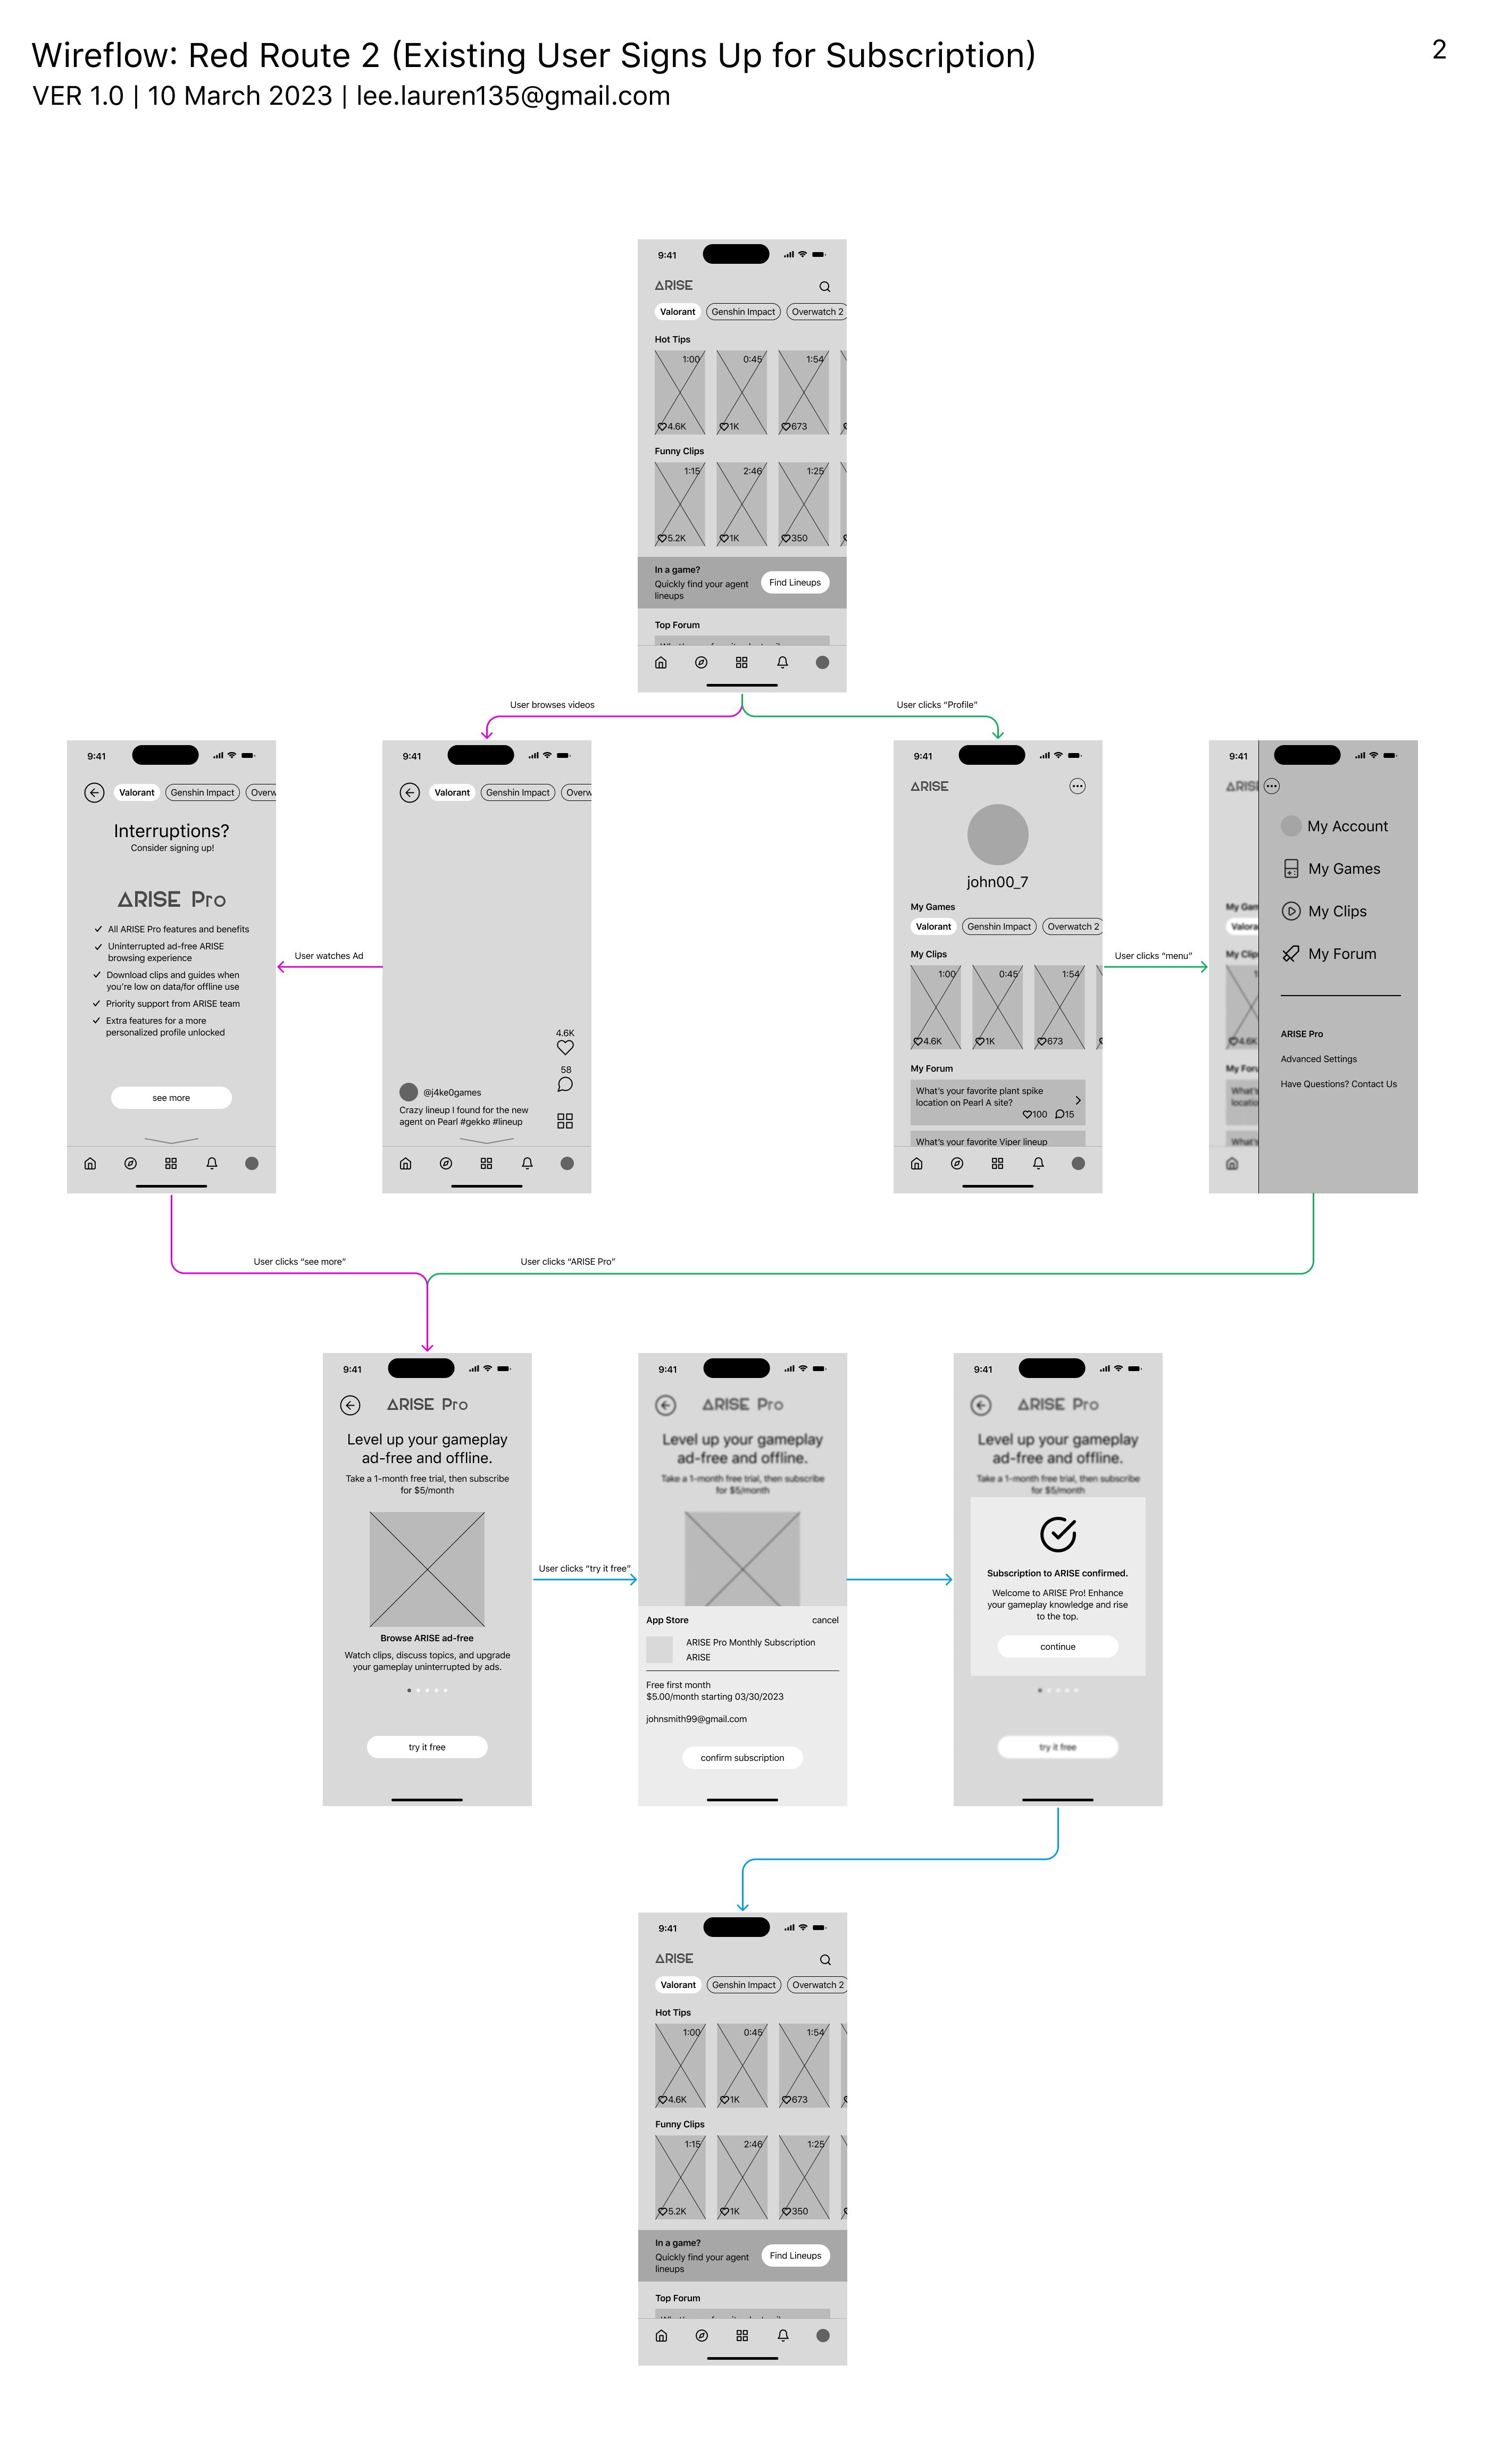 Wireflow: Red Route 2 (Existing User Signs Up for Subscription)
2
VER 1.0 | 10 March 2023 | lee.lauren135@gmail.com
9:41
ARISE
Valorant Genshin Impact Overwatch 2
Hot Tips
1:00 0:45 1:54
4.6K 1K 673
Funny Clips
1:15 2:46 1:25
5.2K 1K 350
In a game?
Quickly find your agent
lineups
Find Lineups
Top Forum
User browses videos
User clicks “Profile”
9:41
Valorant Genshin Impact Overw
Interruptions?
Consider signing up!
ARISE Pro
All ARISE Pro features and benefits
Uninterrupted ad-free ARISE
browsing experience
Download clips and guides when
you’re low on data/for offline use
Priority support from ARISE team
Extra features for a more
personalized profile unlocked
see more
User watches Ad
9:41
Valorant Genshin Impact Overw
4.6K
58
@j4ke0games
Crazy lineup I found for the new
agent on Pearl #gekko #lineup
9:41
ARISE
john00_7
My Games
Valorant Genshin Impact Overwatch 2
My Clips
1:00 0:45 1:54
4.6K 1K 673
My Forum
What’s your favorite plant spike
location on Pearl A site?
100 15
What’s your favorite Viper lineup
User clicks “menu”
9:41
ARISE
My Gam
Valora
My Clip
4.6K
My Foru
What’s
locatio
What’s
My Account
My Games
My Clips
My Forum
ARISE Pro
Advanced Settings
Have Questions? Contact Us
User clicks “see more”
User clicks “ARISE Pro”
9:41
ARISE Pro
Level up your gameplay
ad-free and offline.
Take a 1-month free trial, then subscribe
for $5/month
Browse ARISE ad-free
Watch clips, discuss topics, and upgrade
your gameplay uninterrupted by ads.
try it free
User clicks “try it free”
9:41
ARISE Pro
Level up your gameplay
ad-free and offline.
Take a 1-month free trial, then subscribe
for $5/month
App Store
cancel
ARISE Pro Monthly Subscription
ARISE
Free first month
$5.00/month starting 03/30/2023
johnsmith99@gmail.com
confirm subscription
9:41
ARISE Pro
Level up your gameplay
ad-free and offline.
Take a 1-month free trial, then subscribe
for $5/month
Subscription to ARISE confirmed.
Welcome to ARISE Pro! Enhance
your gameplay knowledge and rise
to the top.
continue
try it free
9:41
ARISE
Valorant Genshin Impact Overwatch 2
Hot Tips
1:00 0:45 1:54
4.6K 1K 673
Funny Clips
1:15 2:46 1:25
5.2K 1K 350
In a game?
Quickly find your agent
lineups
Find Lineups
Top Forum